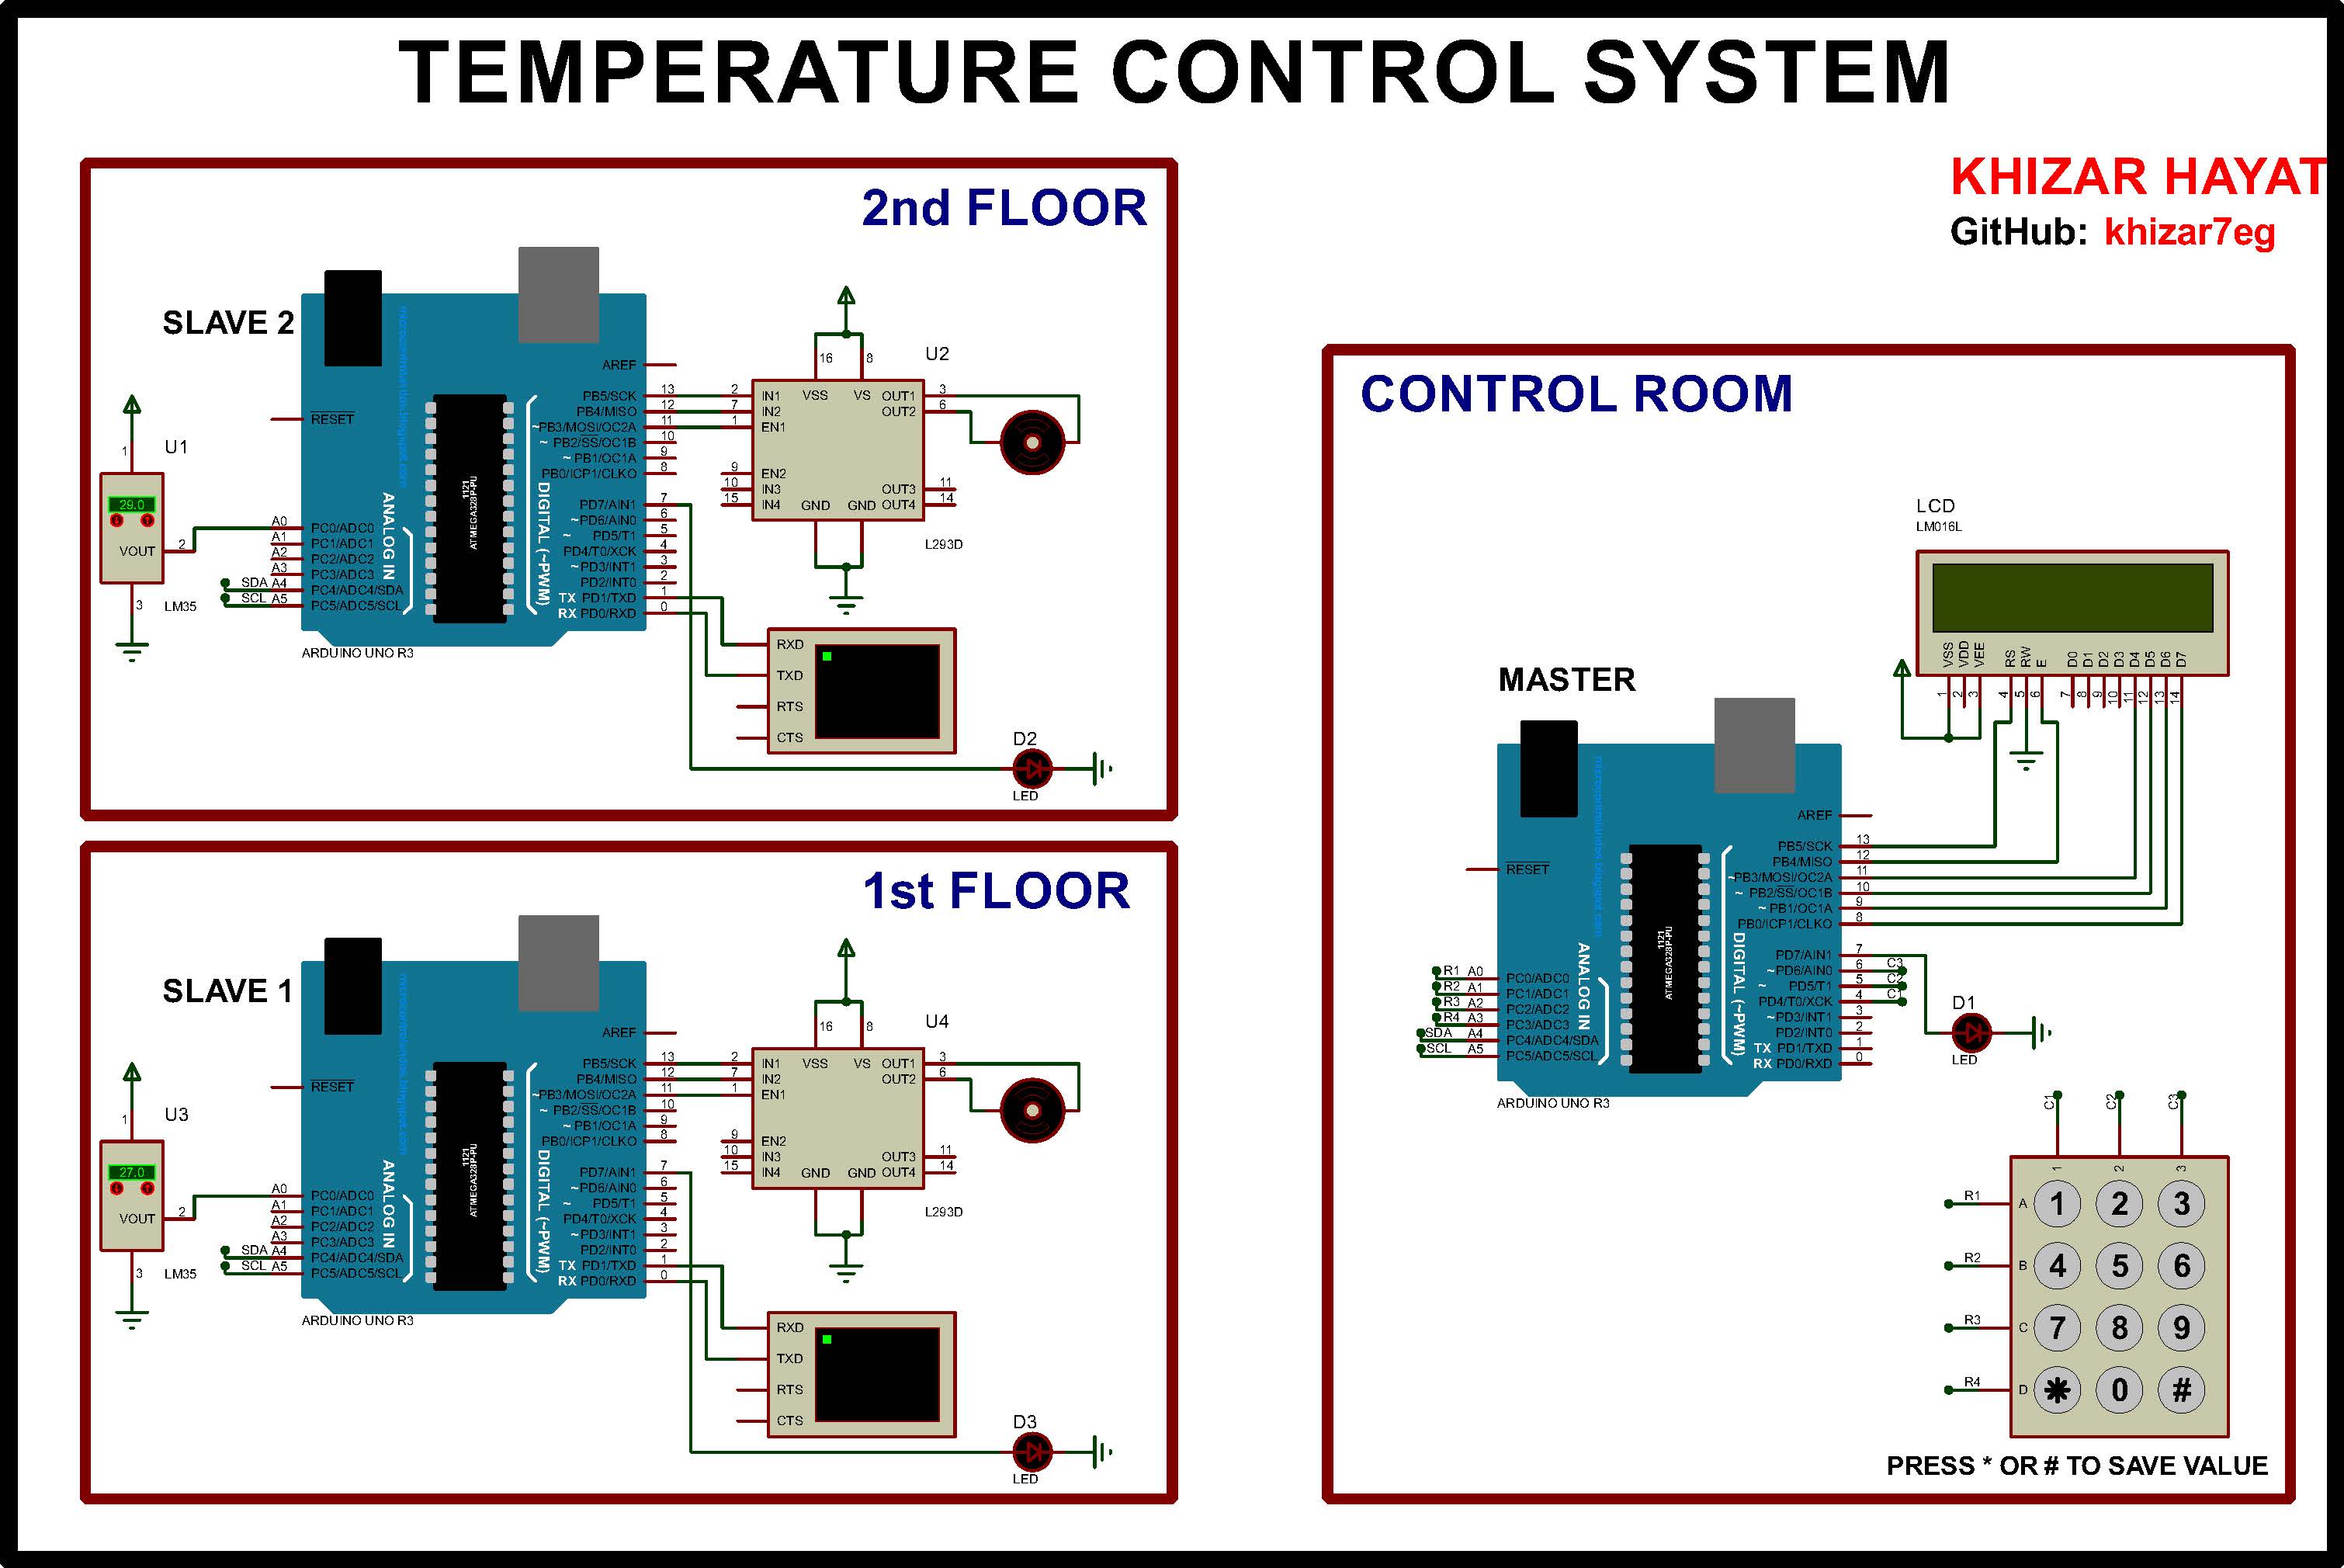 TEMPERATURE CONTROL SYSTEM
KHIZAR HAYAT
GitHub: khizar7eg
2nd FLOOR
SLAVE 2
microcontrolandos.blogspot.com
AREF
RESET
PB5/SCK 13
PB4/MISO 12
~PB3/MOSI/OC2A 11
~ PB2/SS/OC1B 10
~ PB1/OC1A 9
PB0/ICP1/CLKO 8
PD7/AIN1 7
~PD6/AIN0 6
~ PD5/T1 5
PD4/T0/XCK 4
~PD3/INT1 3
PD2/INT0 2
TX PD1/TXD 1
RX PD0/RXD 0
ANALOG IN
DIGITAL (~PWM)
1121
ATMEGA328P-PU
A0 PC0/ADC0
A1 PC1/ADC1
A2 PC2/ADC2
A3 PC3/ADC3
SDA A4 PC4/ADC4/SDA
SCL A5 PC5/ADC5/SCL
ARDUINO UNO R3
U1
1
29.0
VOUT 2
3 LM35
U2
16 8
VSS VS
2 IN1 OUT1 3
7 IN2 OUT2 6
1 EN1
9 EN2
10 IN3 OUT3 11
15 IN4 GND GND OUT4 14
L293D
RXD
TXD
RTS
CTS
D2
LED
1st FLOOR
SLAVE 1
microcontrolandos.blogspot.com
AREF
RESET
PB5/SCK 13
PB4/MISO 12
~PB3/MOSI/OC2A 11
~ PB2/SS/OC1B 10
~ PB1/OC1A 9
PB0/ICP1/CLKO 8
PD7/AIN1 7
~PD6/AIN0 6
~ PD5/T1 5
PD4/T0/XCK 4
~PD3/INT1 3
PD2/INT0 2
TX PD1/TXD 1
RX PD0/RXD 0
ANALOG IN
DIGITAL (~PWM)
1121
ATMEGA328P-PU
A0 PC0/ADC0
A1 PC1/ADC1
A2 PC2/ADC2
A3 PC3/ADC3
SDA A4 PC4/ADC4/SDA
SCL A5 PC5/ADC5/SCL
ARDUINO UNO R3
U3
1
27.0
VOUT 2
3 LM35
U4
16 8
VSS VS
2 IN1 OUT1 3
7 IN2 OUT2 6
1 EN1
9 EN2
10 IN3 OUT3 11
15 IN4 GND GND OUT4 14
L293D
RXD
TXD
RTS
CTS
D3
LED
CONTROL ROOM
LCD
LM016L
VSS VDD VEE RS RW E D0 D1 D2 D3 D4 D5 D6 D7
1 2 3 4 5 6 7 8 9 10 11 12 13 14
MASTER
microcontrolandos.blogspot.com
AREF
RESET
PB5/SCK 13
PB4/MISO 12
~PB3/MOSI/OC2A 11
~ PB2/SS/OC1B 10
~ PB1/OC1A 9
PB0/ICP1/CLKO 8
PD7/AIN1 7
~PD6/AIN0 6 C3
~ PD5/T1 5 C2
PD4/T0/XCK 4 C1
~PD3/INT1 3
PD2/INT0 2
TX PD1/TXD 1
RX PD0/RXD 0
ANALOG IN
DIGITAL (~PWM)
1121
ATMEGA328P-PU
R1 A0 PC0/ADC0
R2 A1 PC1/ADC1
R3 A2 PC2/ADC2
R4 A3 PC3/ADC3
SDA A4 PC4/ADC4/SDA
SCL A5 PC5/ADC5/SCL
ARDUINO UNO R3
D1
LED
C1 C2 C3
1 2 3
R1 A 1 2 3
R2 B 4 5 6
R3 C 7 8 9
R4 D * 0 #
PRESS * OR # TO SAVE VALUE